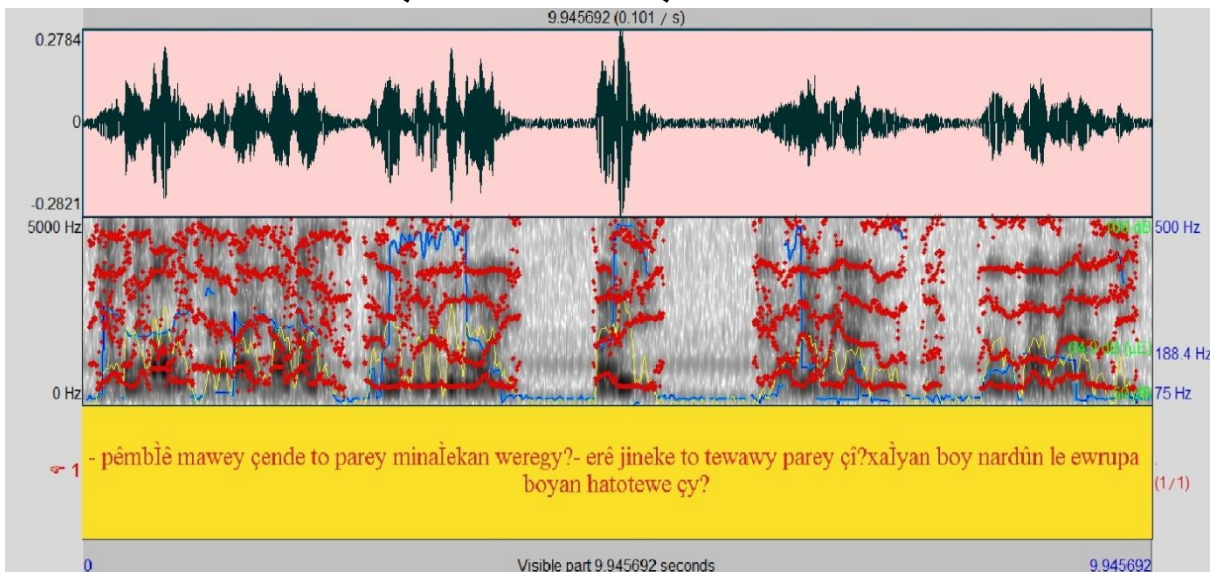 9.945692 (0.101 / s)
0.2784
0
-0.2821
5000 Hz
500 Hz
188.4 Hz
0 Hz
75 Hz
- pêmbl̀ê mawey çende to parey minal̀ekan weregy?- erê jineke to tewawy parey çî?xal̀yan boy nardûn le ewrupa
boyan hatotewe çy?
1
(1 / 1)
0
Visible part 9.945692 seconds
9.945692